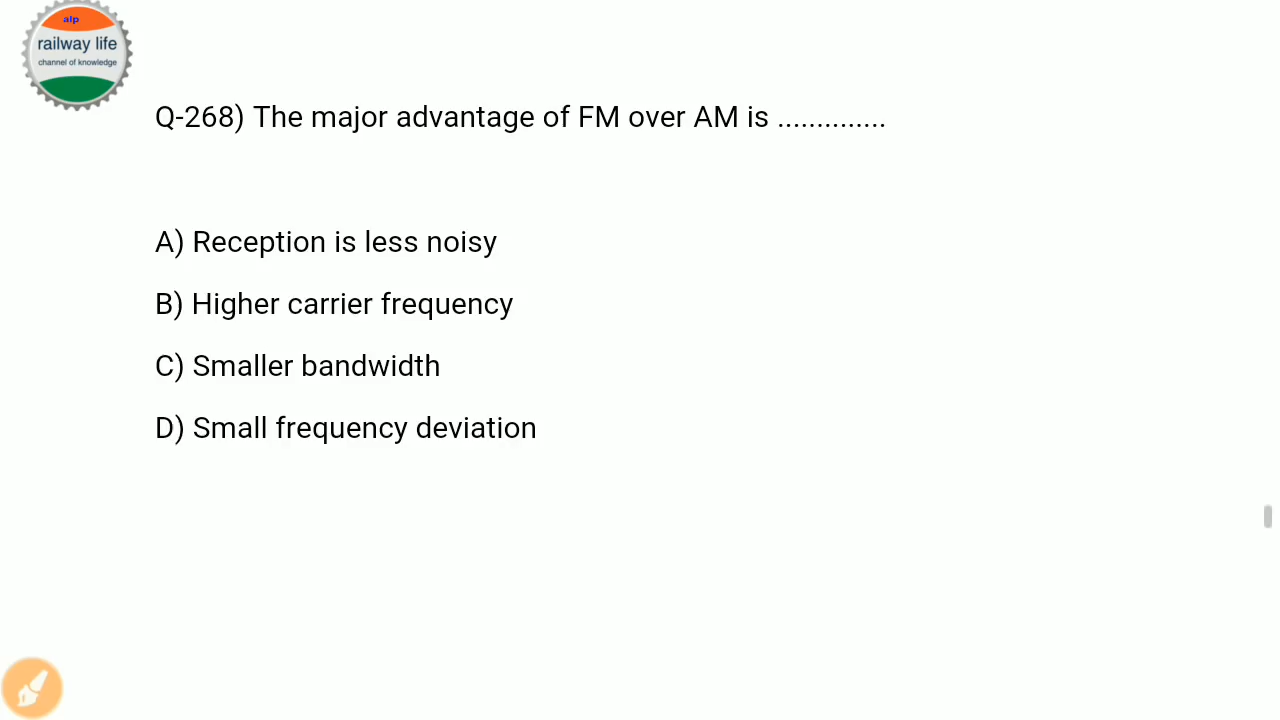 alp
railway life
channel of knowledge
Q-268) The major advantage of FM over AM is ..............
A) Reception is less noisy
B) Higher carrier frequency
C) Smaller bandwidth
D) Small frequency deviation